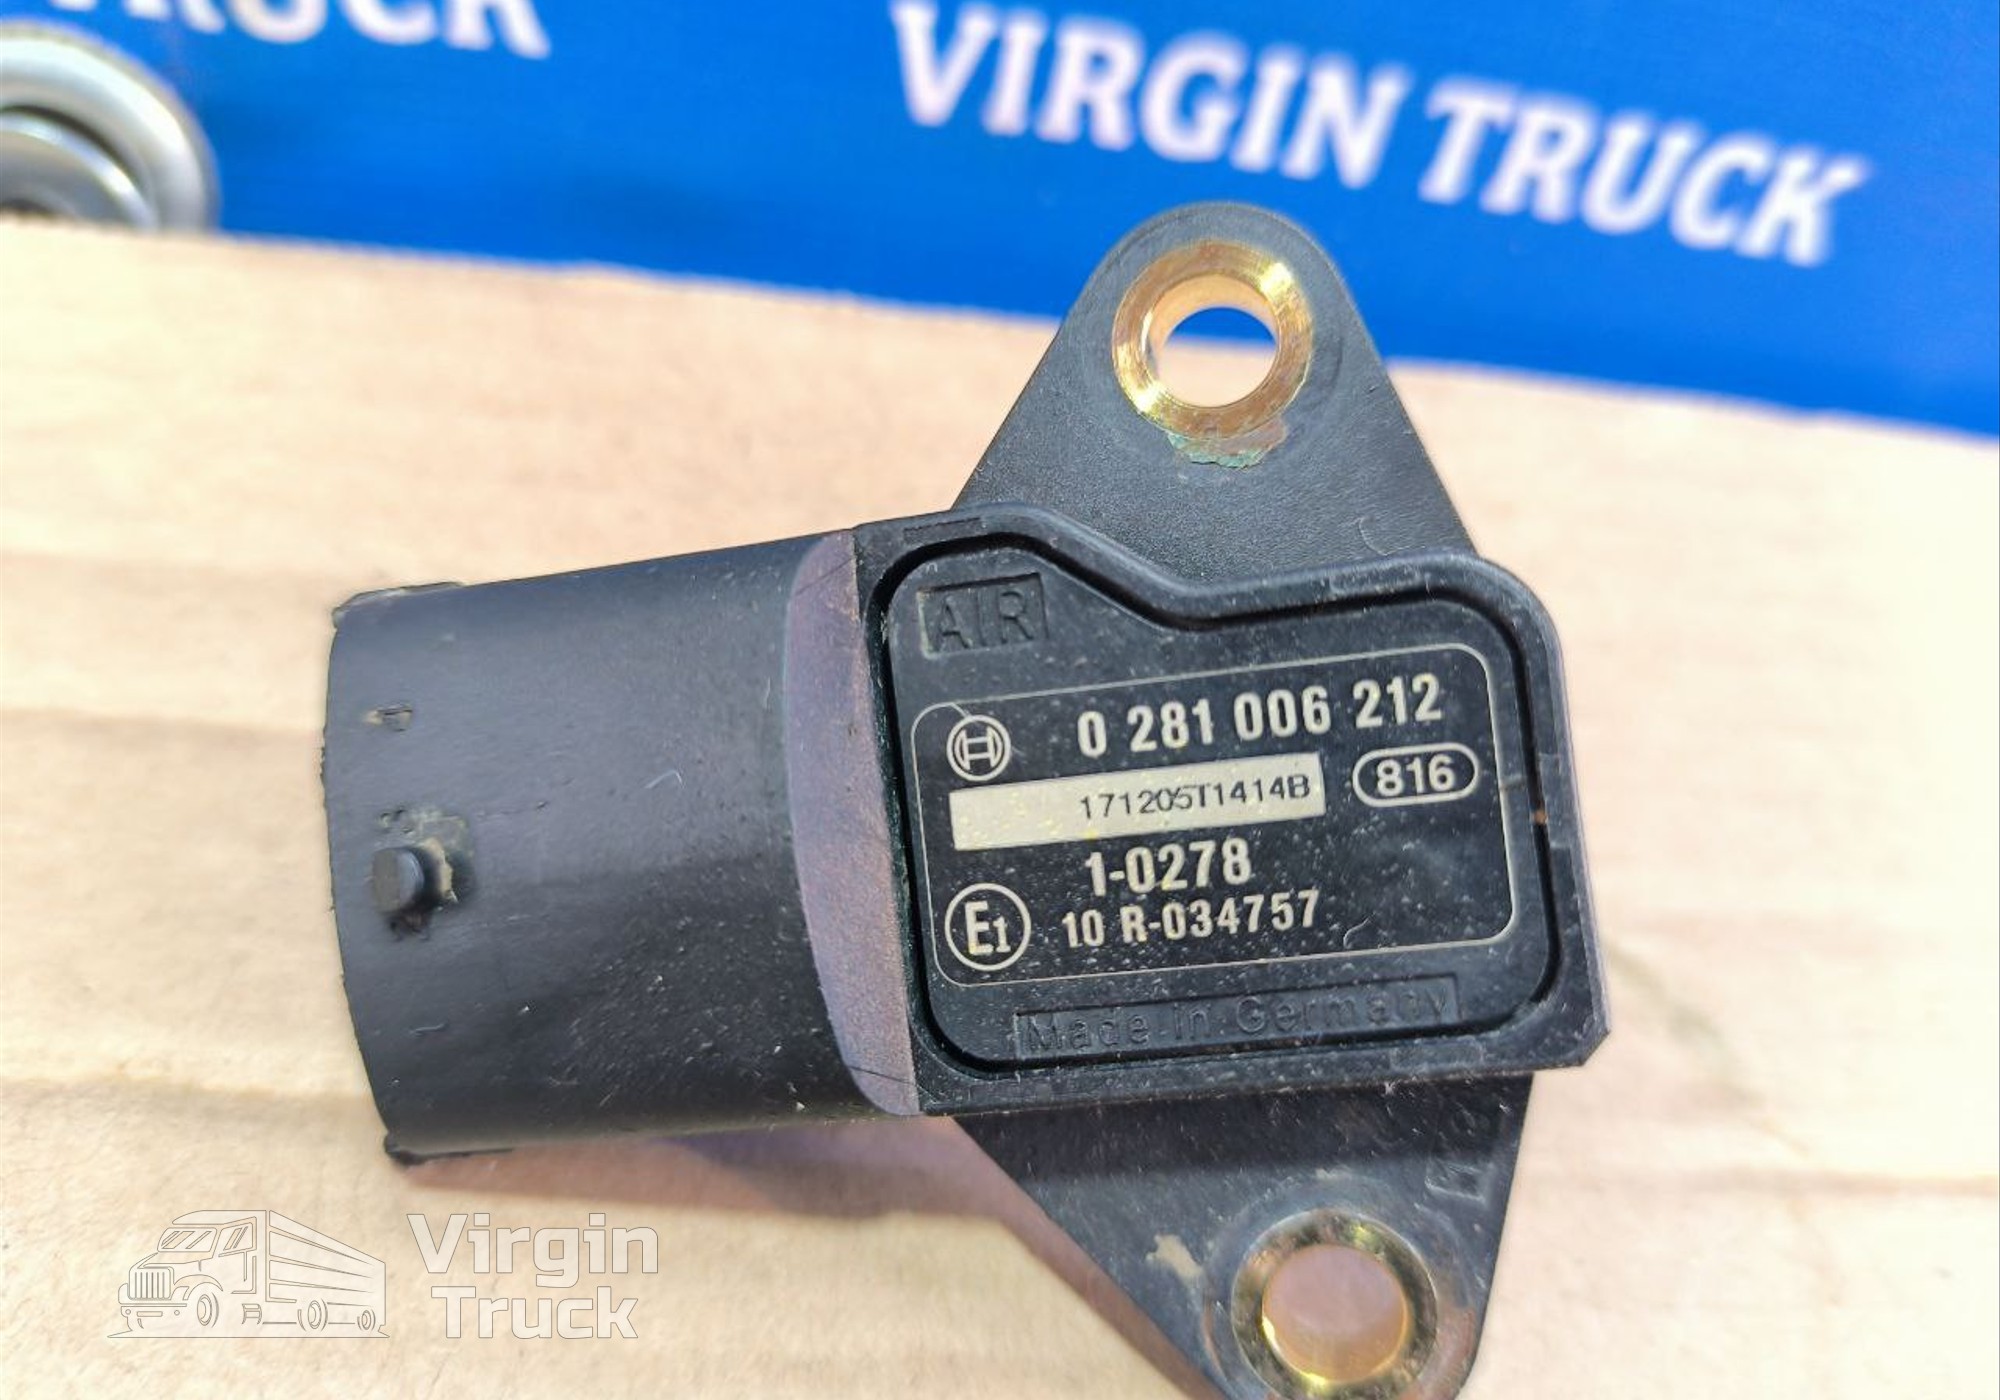 TRUCK
VIRGIN TRUCK
AIR
0 281 006 212
171205T1414B
816
1-0278
E1
10 R-034757
Made in Germany
Virgin
Truck